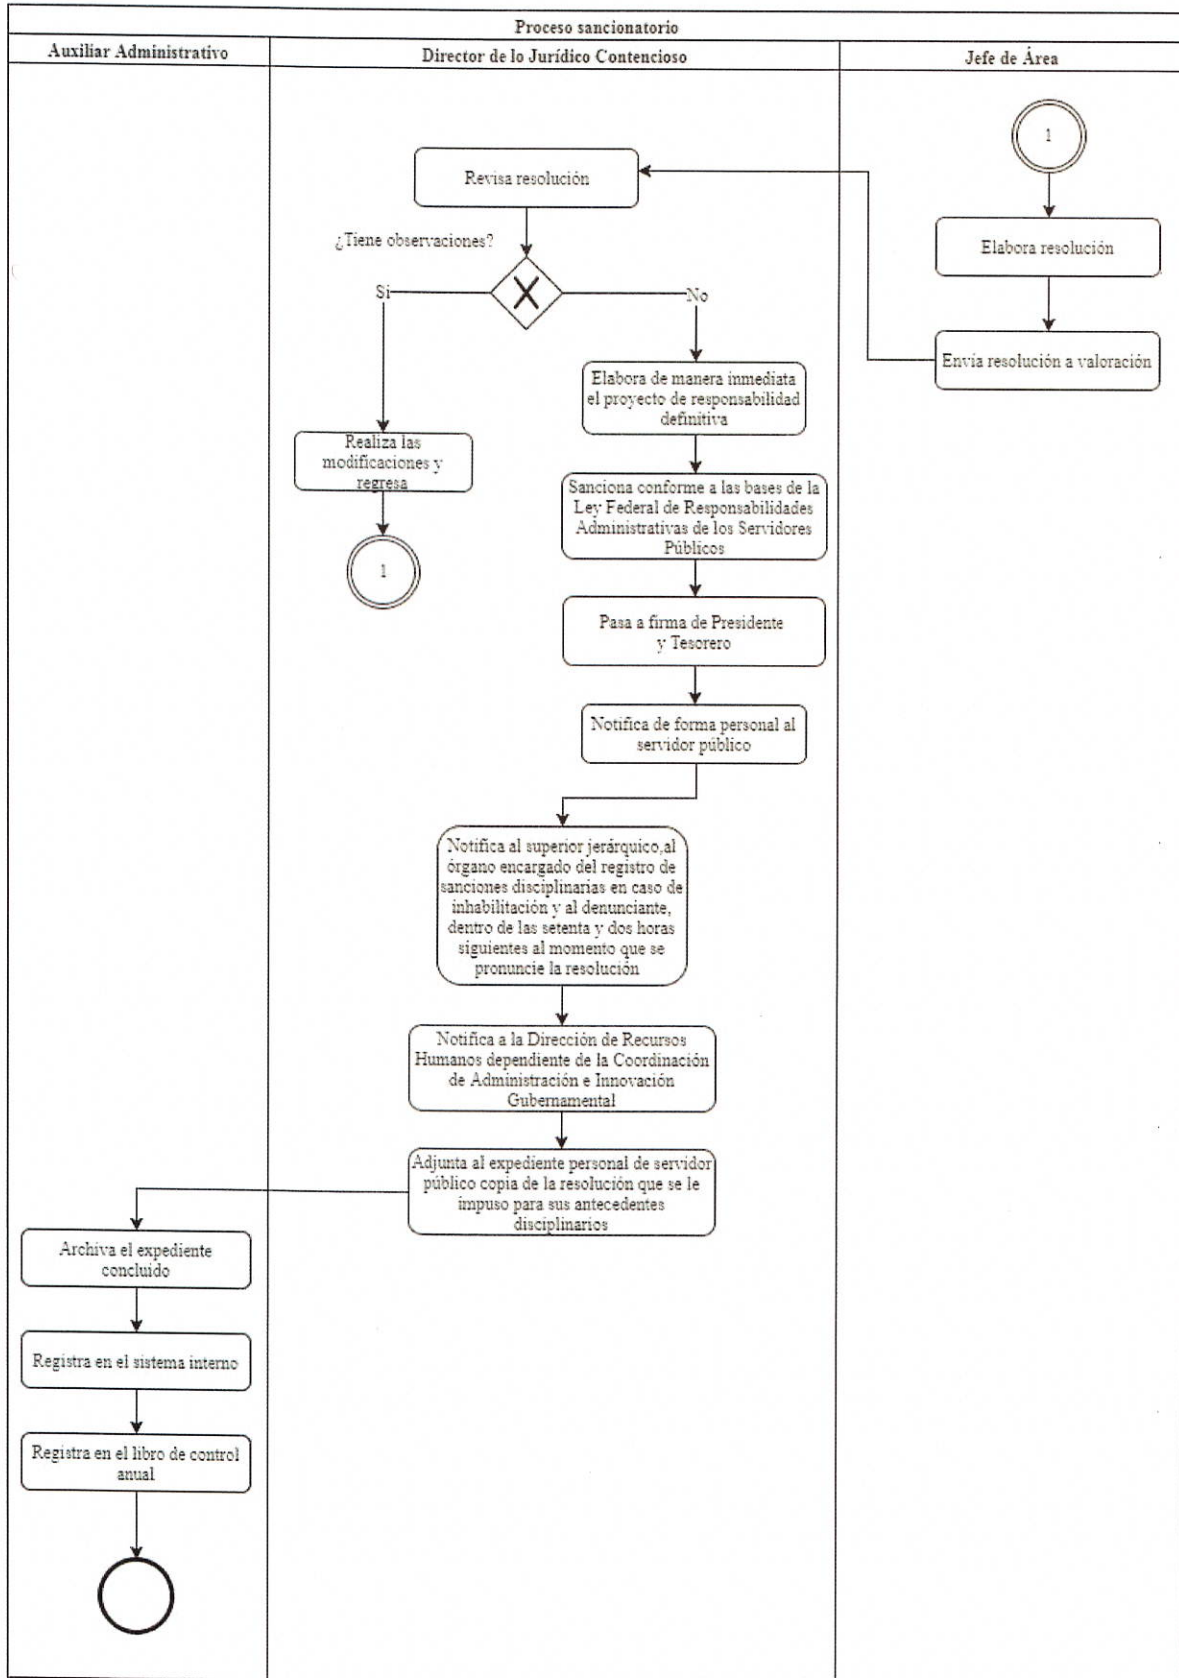 Proceso sancionatorio
Auxiliar Administrativo
Director de lo Jurídico Contencioso
Jefe de Área
1
Elabora resolución
Envía resolución a valoración
Revisa resolución
¿Tiene observaciones?
Si
No
Realiza las
modificaciones y
regresa
1
Elabora de manera inmediata
el proyecto de responsabilidad
definitiva
Sanciona conforme a las bases de la
Ley Federal de Responsabilidades
Administrativas de los Servidores
Públicos
Pasa a firma de Presidente
y Tesorero
Notifica de forma personal al
servidor público
Notifica al superior jerárquico,al
órgano encargado del registro de
sanciones disciplinarias en caso de
inhabilitación y al denunciante,
dentro de las setenta y dos horas
siguientes al momento que se
pronuncie la resolución
Notifica a la Dirección de Recursos
Humanos dependiente de la Coordinación
de Administración e Innovación
Gubernamental
Adjunta al expediente personal de servidor
público copia de la resolución que se le
impuso para sus antecedentes
disciplinarios
Archiva el expediente
concluido
Registra en el sistema interno
Registra en el libro de control
anual